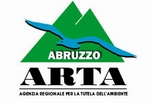 ABRUZZO
ARTA
AGENZIA REGIONALE PER LA TUTELA DELL'AMBIENTE